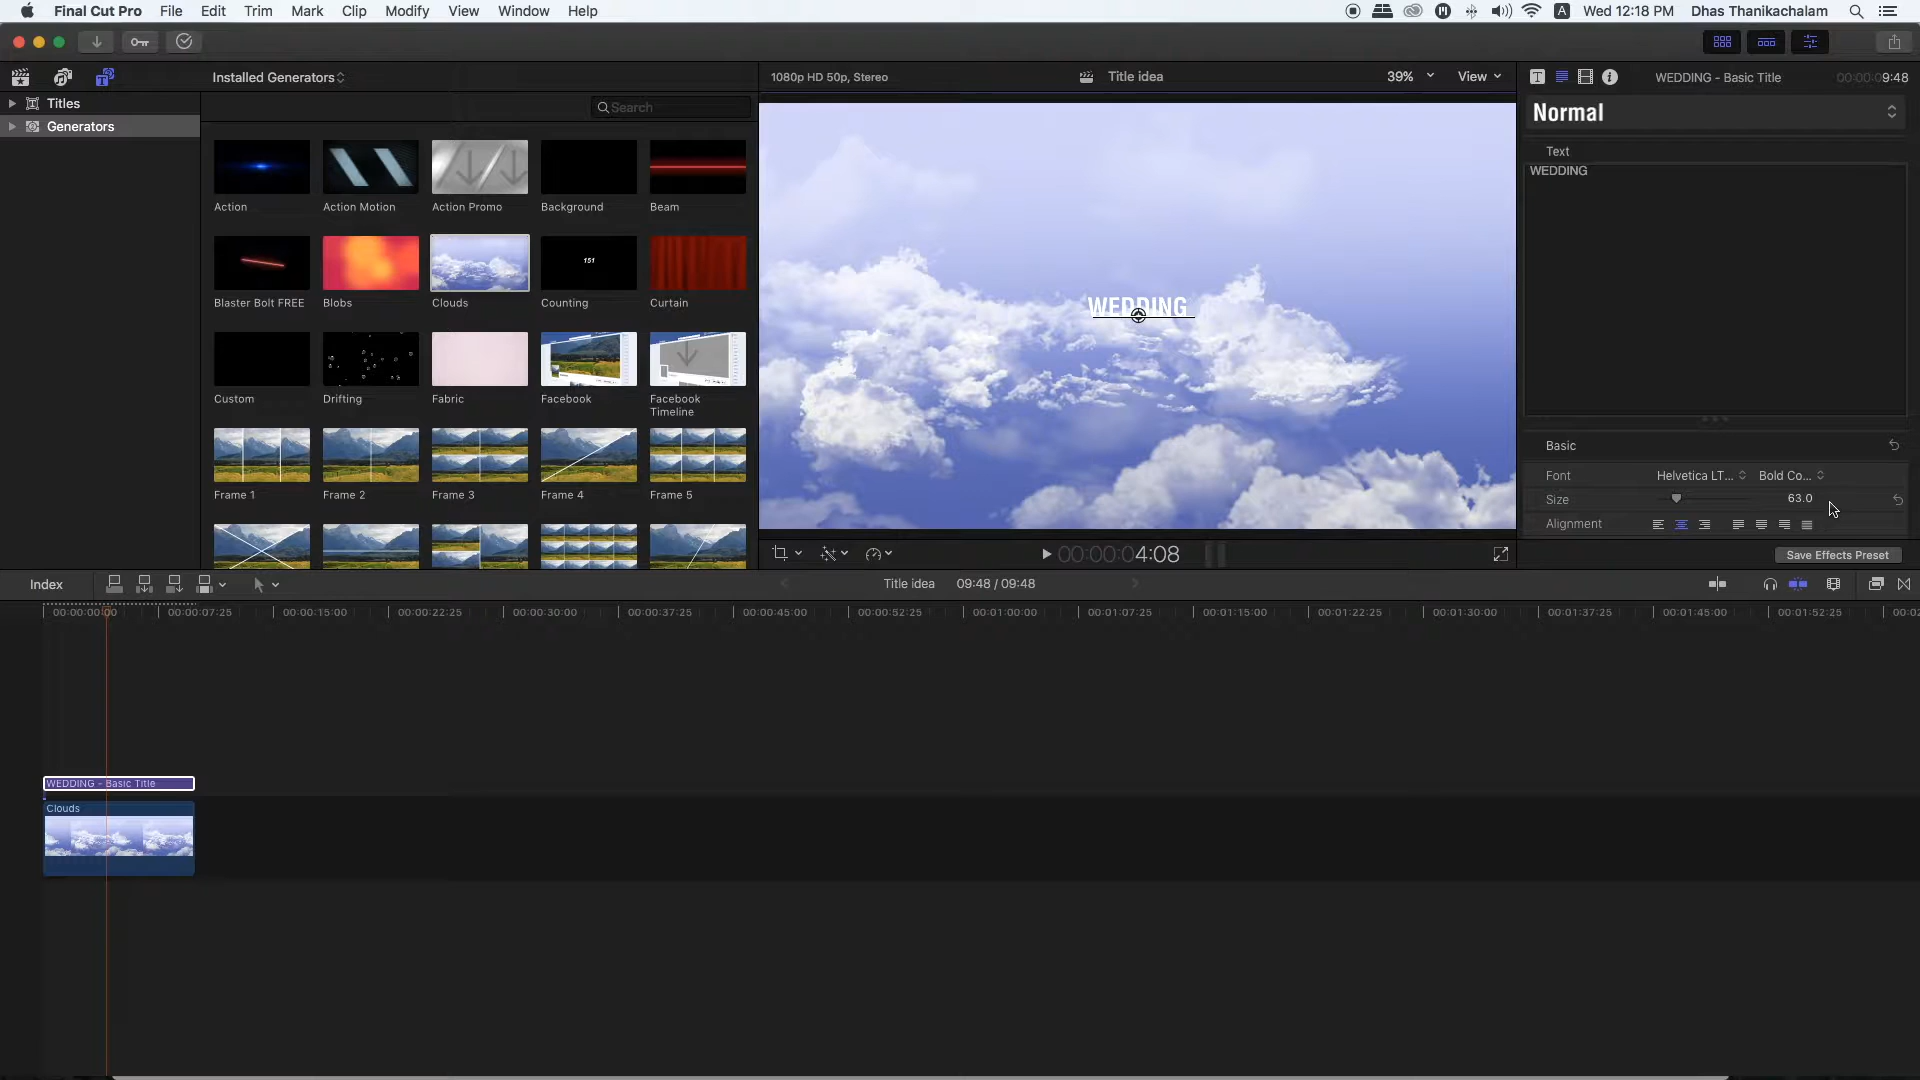 Final Cut Pro File Edit Trim Mark Clip Modify View Window Help
A Wed 12:18 PM Dhas Thanikachalam
Installed Generators
1080p HD 50p, Stereo
Title idea
39%
View
WEDDING - Basic Title
00:00:09:48
Titles
Generators
Search
Normal
Text
WEDDING
Action
Action Motion
Action Promo
Background
Beam
151
Blaster Bolt FREE
Blobs
Clouds
Counting
Curtain
WEDDING
Custom
Drifting
Fabric
Facebook
Facebook
Timeline
Frame 1
Frame 2
Frame 3
Frame 4
Frame 5
Basic
Font
Helvetica LT...
Bold Co...
Size
63.0
Alignment
00:00:04:08
Save Effects Preset
Index
Title idea
09:48 / 09:48
00:00:00:00
00:00:07:25
00:00:15:00
00:00:22:25
00:00:30:00
00:00:37:25
00:00:45:00
00:00:52:25
00:01:00:00
00:01:07:25
00:01:15:00
00:01:22:25
00:01:30:00
00:01:37:25
00:01:45:00
00:01:52:25
WEDDING - Basic Title
Clouds